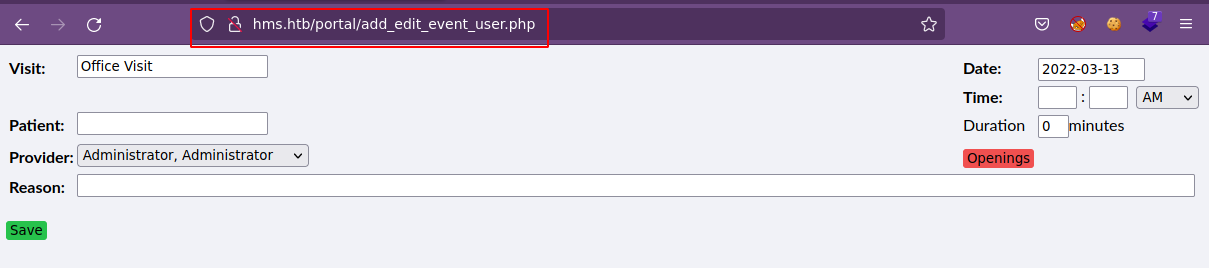 hms.htb/portal/add_edit_event_user.php
7
Visit: Office Visit Date: 2022-03-13
Time: : AM
Patient: Duration 0 minutes
Provider: Administrator, Administrator Openings
Reason:
Save